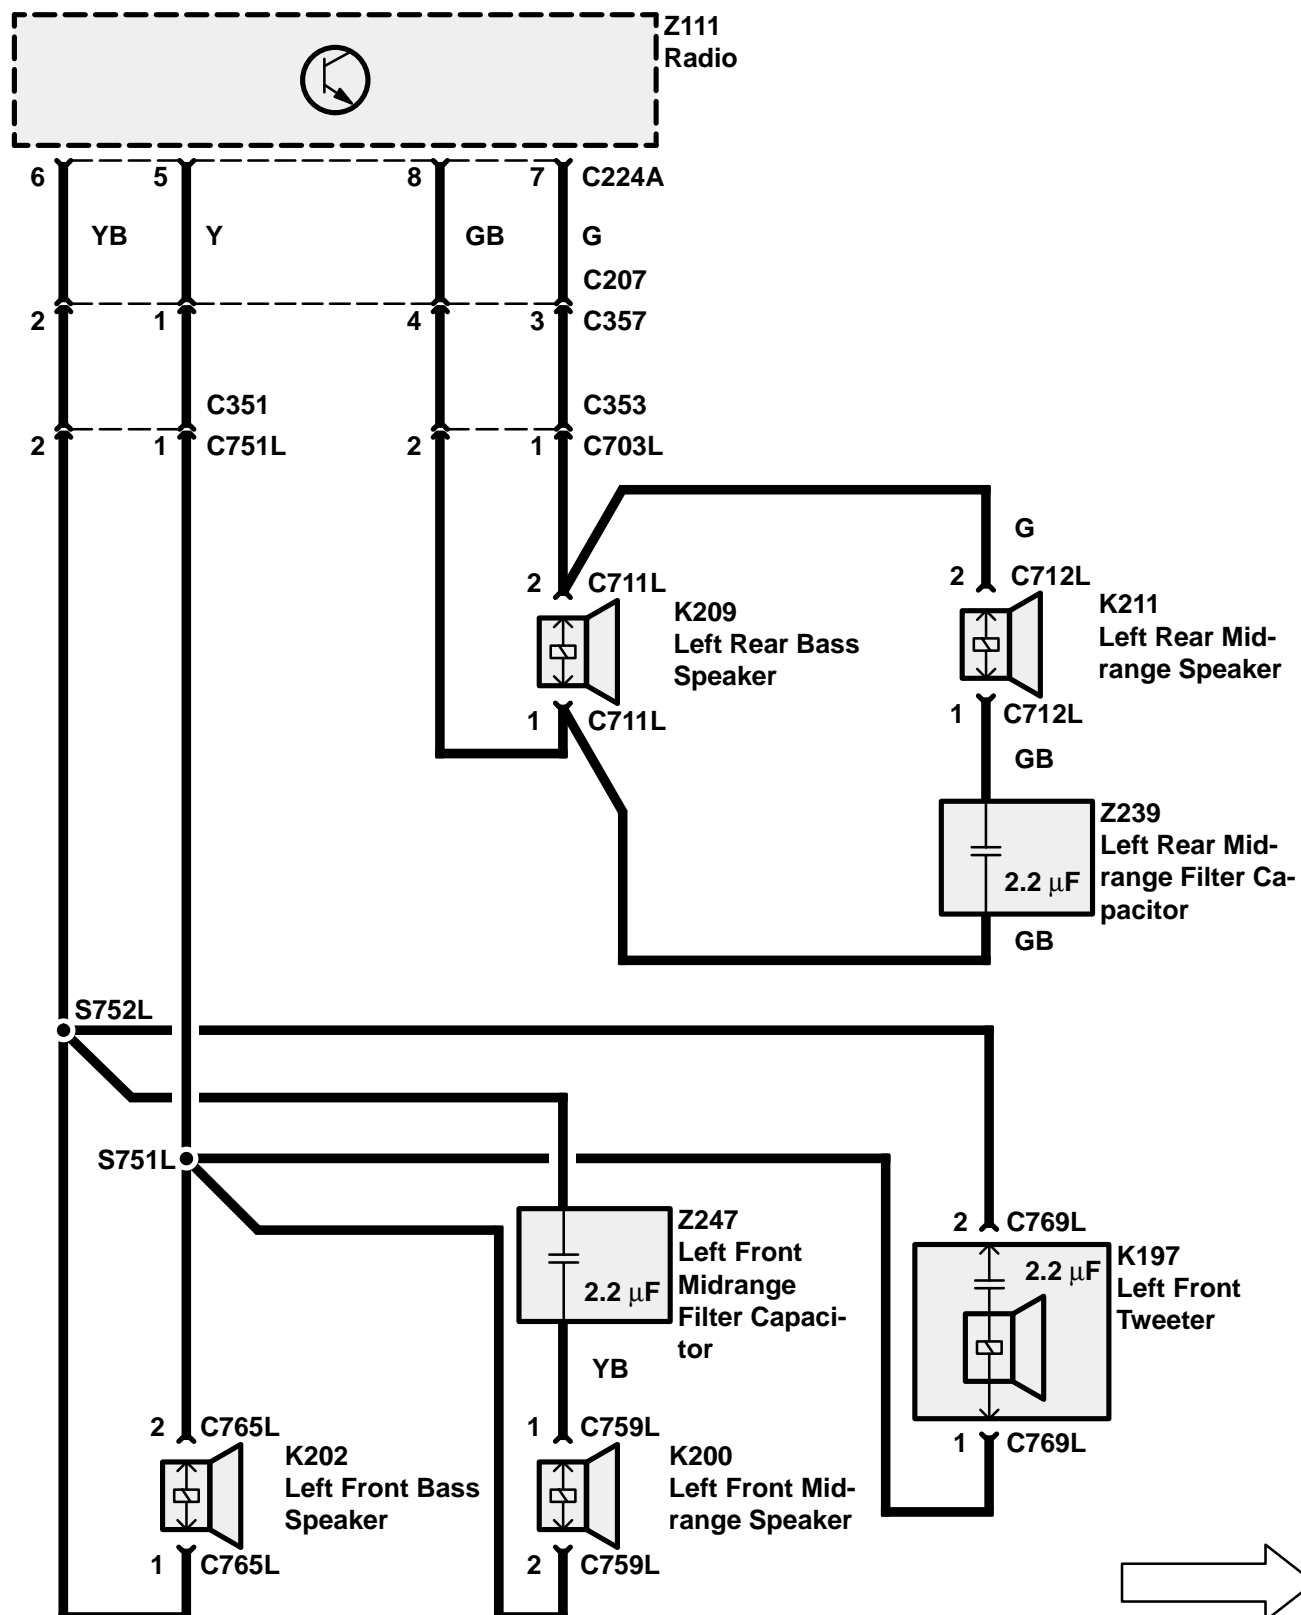 Z111
Radio
6 5 8 7 C224A
YB Y GB G
C207
2 1 4 3 C357
C351 C353
2 1 C751L 2 1 C703L
G
2 C711L 2 C712L
K209
Left Rear Bass
Speaker
K211
Left Rear Mid-
range Speaker
1 C711L 1 C712L
GB
Z239
Left Rear Mid-
range Filter Ca-
pacitor
2.2 μF
GB
S752L
S751L
Z247
Left Front
Midrange
Filter Capaci-
tor
2.2 μF
YB
2 C769L
K197
Left Front
Tweeter
2.2 μF
1 C769L
2 C765L
K202
Left Front Bass
Speaker
1 C765L
1 C759L
K200
Left Front Mid-
range Speaker
2 C759L